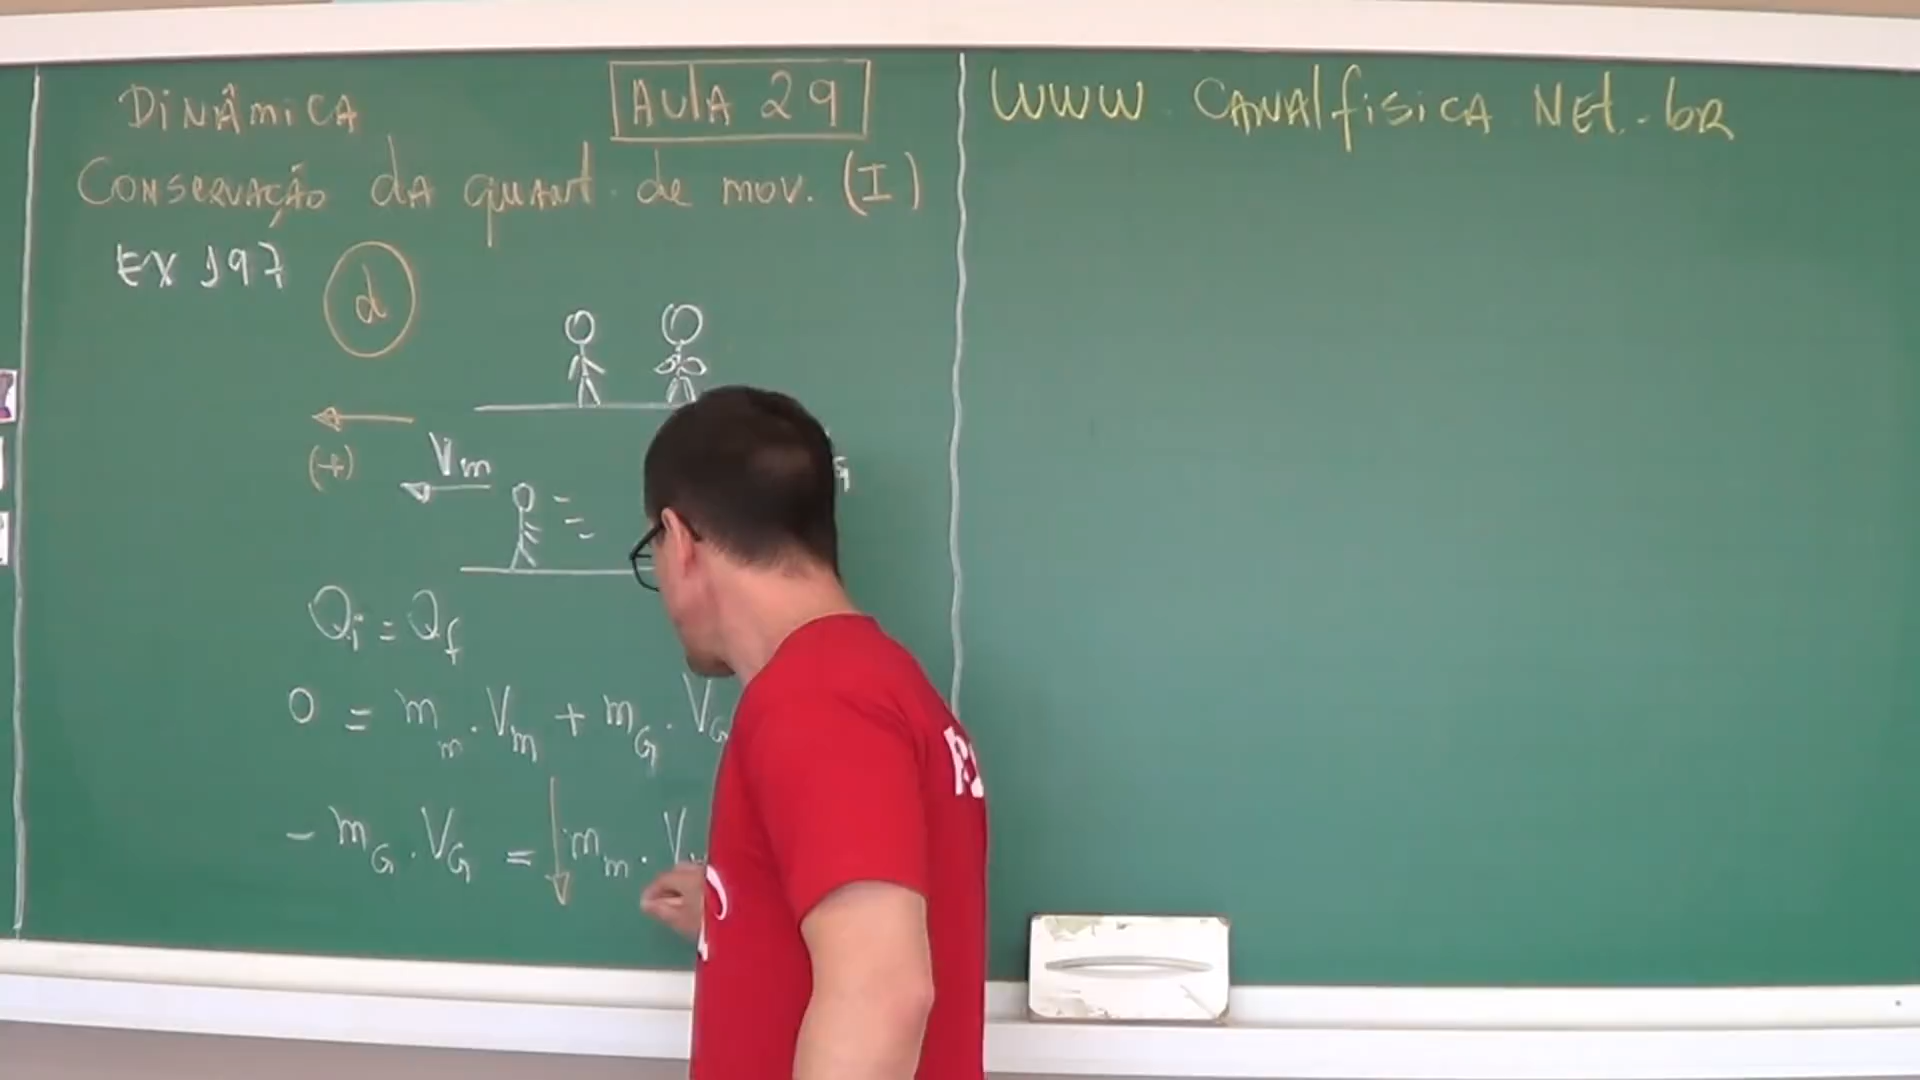 DINÂMICA
AULA 29
CONSERVAÇÃO DA QUANT. de mov. (I)
EX 197
d
(+)
Vm
G
Qi = Qf
0 = mm . Vm + mG . VG
- mG . VG = mm . V
WWW. CANALfisiCA. NEt. bR